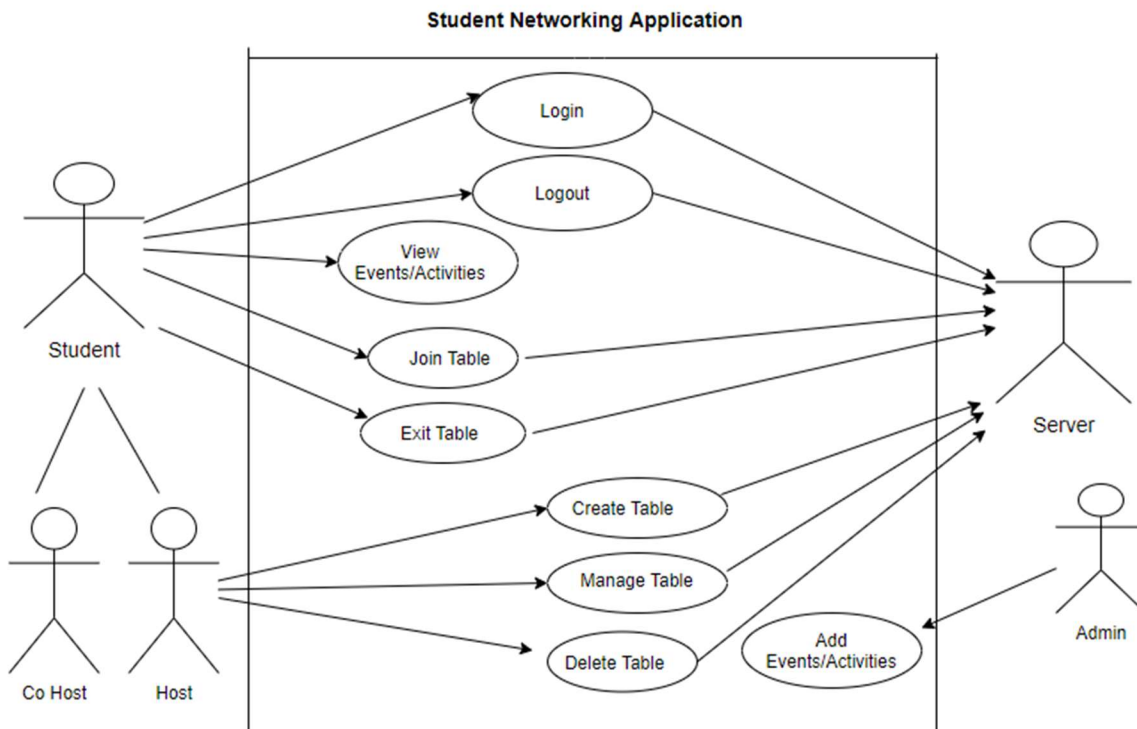 Student Networking Application
Login
Logout
View
Events/Activities
Student
Join Table
Exit Table
Server
Create Table
Manage Table
Delete Table
Add
Events/Activities
Admin
Co Host
Host